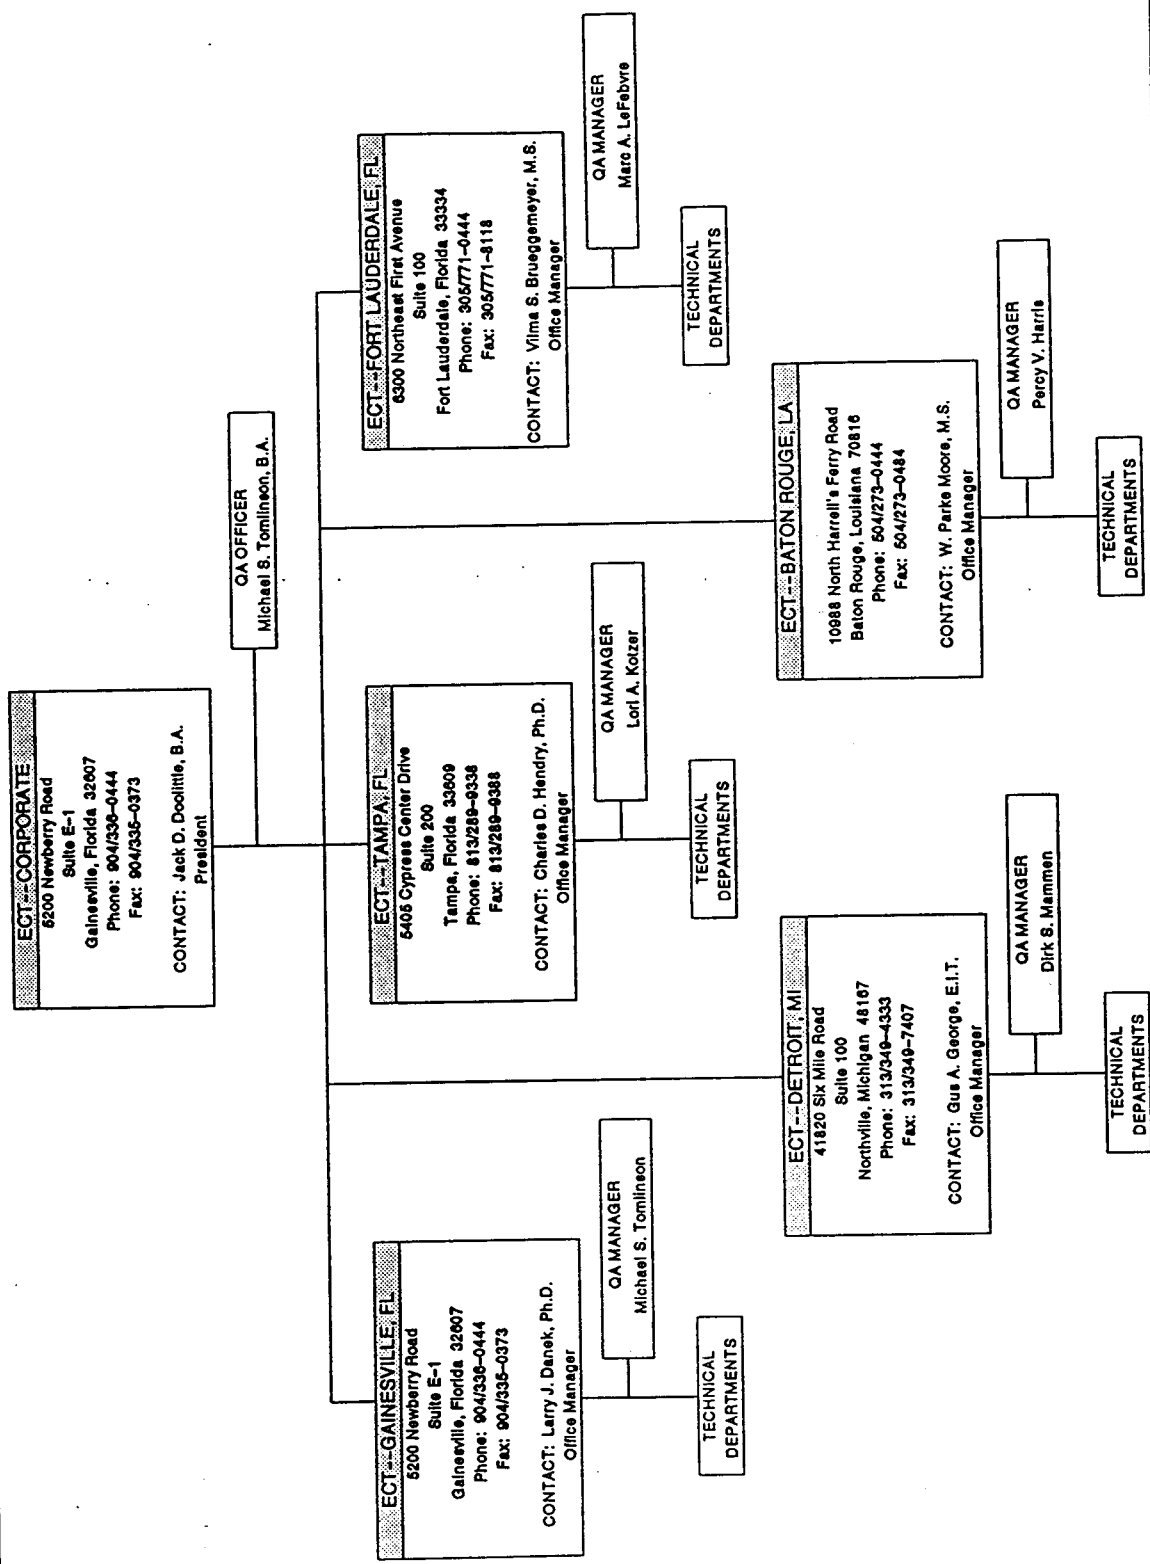 ECT--CORPORATE
5200 Newberry Road
Suite E-1
Gainesville, Florida 32607
Phone: 904/336-0444
Fax: 904/335-0373
CONTACT: Jack D. Doolittle, B.A.
President
QA OFFICER
Michael S. Tomlinson, B.A.
ECT--GAINESVILLE, FL
5200 Newberry Road
Suite E-1
Gainesville, Florida 32607
Phone: 904/336-0444
Fax: 904/335-0373
CONTACT: Larry J. Danek, Ph.D.
Office Manager
QA MANAGER
Michael S. Tomlinson
TECHNICAL
DEPARTMENTS
ECT--TAMPA, FL
5405 Cypress Center Drive
Suite 200
Tampa, Florida 33609
Phone: 813/289-9338
Fax: 813/289-9388
CONTACT: Charles D. Hendry, Ph.D.
Office Manager
QA MANAGER
Lori A. Kotzer
TECHNICAL
DEPARTMENTS
ECT--FORT LAUDERDALE, FL
6300 Northeast First Avenue
Suite 100
Fort Lauderdale, Florida 33334
Phone: 305/771-0444
Fax: 305/771-8118
CONTACT: Vilma S. Brueggemeyer, M.S.
Office Manager
QA MANAGER
Marc A. LeFebvre
TECHNICAL
DEPARTMENTS
ECT--DETROIT, MI
41820 Six Mile Road
Suite 100
Northville, Michigan 48167
Phone: 313/349-4333
Fax: 313/349-7407
CONTACT: Gus A. George, E.I.T.
Office Manager
QA MANAGER
Dirk S. Mammen
TECHNICAL
DEPARTMENTS
ECT--BATON ROUGE, LA
10988 North Harrell's Ferry Road
Baton Rouge, Louisiana 70816
Phone: 504/273-0444
Fax: 504/273-0484
CONTACT: W. Parke Moore, M.S.
Office Manager
QA MANAGER
Percy V. Harris
TECHNICAL
DEPARTMENTS